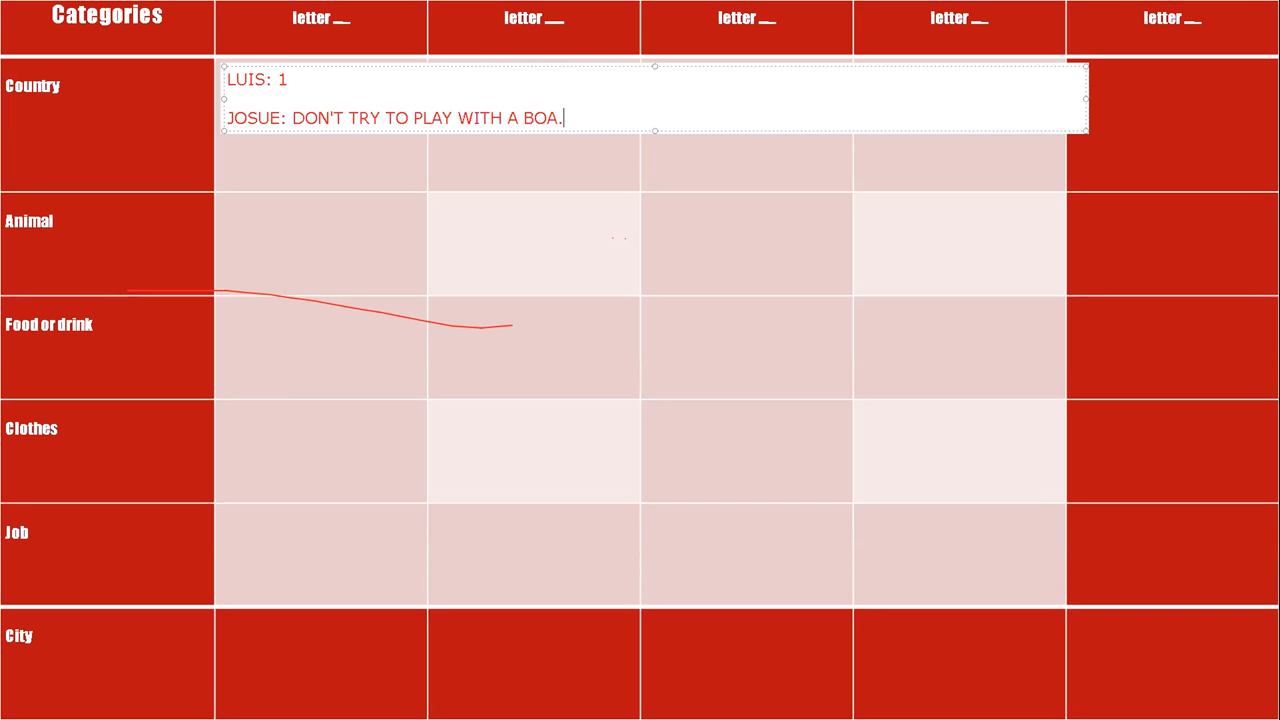 Categories letter __ letter __ letter __ letter __ letter __
Country
LUIS: 1
JOSUE: DON'T TRY TO PLAY WITH A BOA.
Animal
Food or drink
Clothes
Job
City